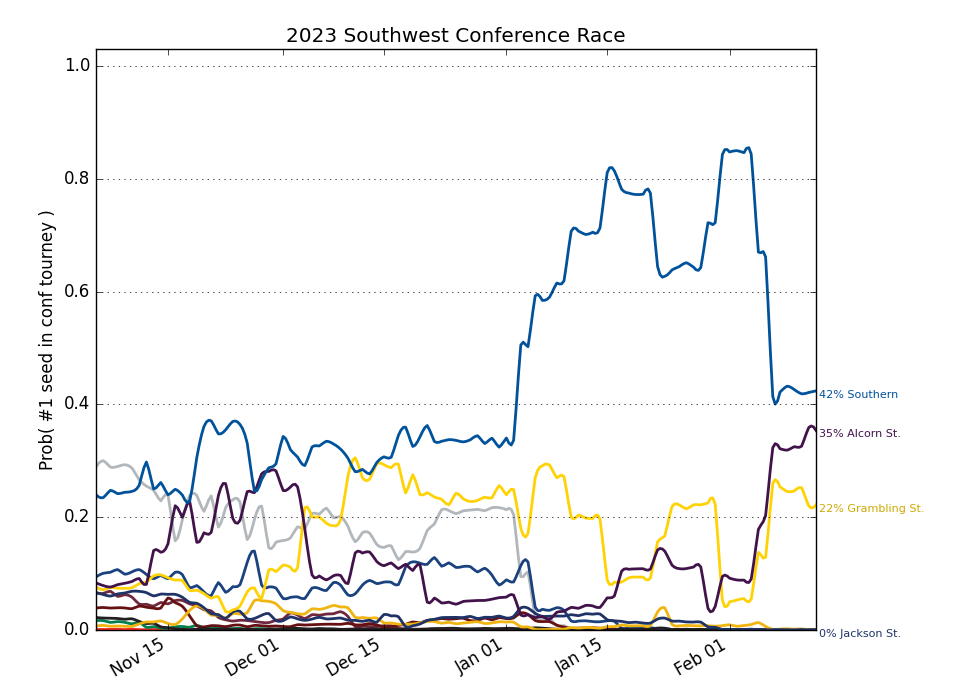 2023 Southwest Conference Race
Prob( #1 seed in conf tourney )
1.0
0.8
0.6
0.4
0.2
0.0
42% Southern
35% Alcorn St.
22% Grambling St.
0% Jackson St.
Nov 15
Dec 01
Dec 15
Jan 01
Jan 15
Feb 01